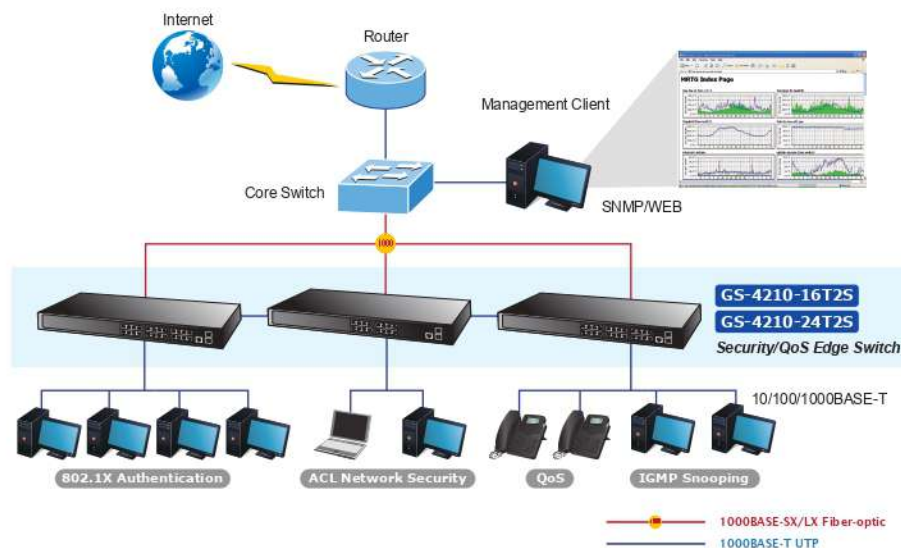 Internet
Router
Management Client
MRTG Index Page
Core Switch
SNMP/WEB
1000
GS-4210-16T2S
GS-4210-24T2S
Security/QoS Edge Switch
10/100/1000BASE-T
802.1X Authentication
ACL Network Security
QoS
IGMP Snooping
1000BASE-SX/LX Fiber-optic
1000BASE-T UTP